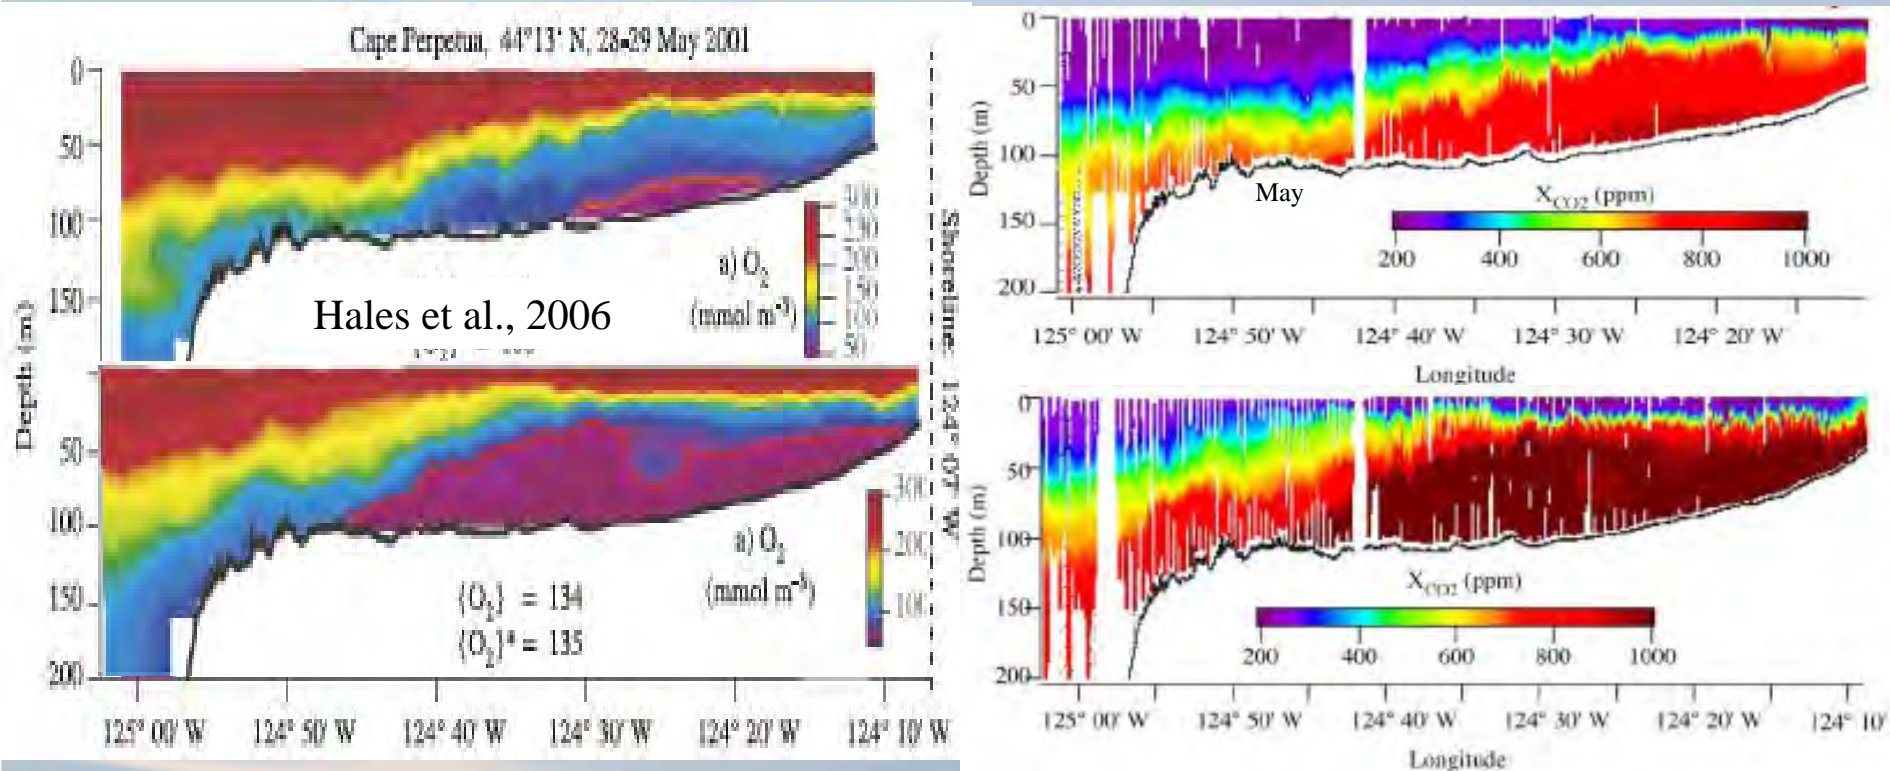 Cape Perpetua, 44°13' N, 28-29 May 2001
0
50
100
150
Depth (m)
Hales et al., 2006
a) O2
(mmol m-3)
300
200
150
100
50
Shoreline: 124° 07' W
50
100
150
200
a) O2
(mmol m-3)
300
200
100
{O2} = 134
{O2}* = 135
125° 00' W
124° 50' W
124° 40' W
124° 30' W
124° 20' W
124° 10' W
0
50
100
150
200
Depth (m)
May
XCO2 (ppm)
200
400
600
800
1000
125° 00' W
124° 50' W
124° 40' W
124° 30' W
124° 20' W
Longitude
0
50
100
150
200
Depth (m)
XCO2 (ppm)
200
400
600
800
1000
125° 00' W
124° 50' W
124° 40' W
124° 30' W
124° 20' W
124° 10'
Longitude